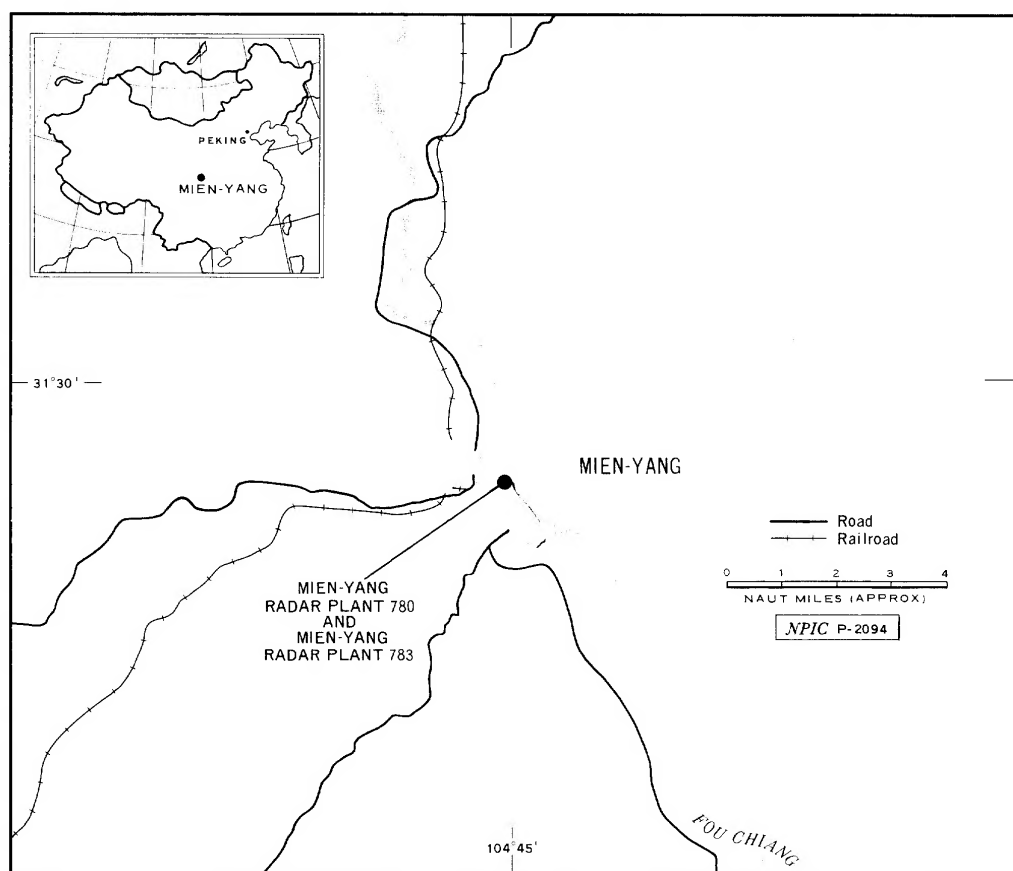 PEKING
MIEN-YANG
31°30'
MIEN-YANG
Road
Railroad
0 1 2 3 4
NAUT MILES (APPROX)
NPIC P-2094
MIEN-YANG
RADAR PLANT 780
AND
MIEN-YANG
RADAR PLANT 783
104°45'
FOU CHIANG